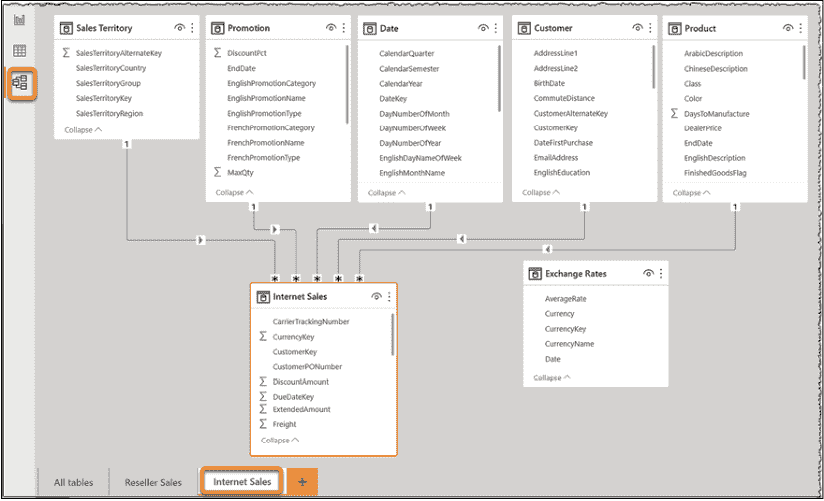 Sales Territory
Σ SalesTerritoryAlternateKey
SalesTerritoryCountry
SalesTerritoryGroup
SalesTerritoryKey
SalesTerritoryRegion
Collapse
Promotion
Σ DiscountPct
EndDate
EnglishPromotionCategory
EnglishPromotionName
EnglishPromotionType
FrenchPromotionCategory
FrenchPromotionName
FrenchPromotionType
Σ MaxQty
Collapse
Date
CalendarQuarter
CalendarSemester
CalendarYear
DateKey
DayNumberOfMonth
DayNumberOfWeek
DayNumberOfYear
EnglishDayNameOfWeek
EnglishMonthName
Collapse
Customer
AddressLine1
AddressLine2
BirthDate
CommuteDistance
CustomerAlternateKey
CustomerKey
DateFirstPurchase
EmailAddress
EnglishEducation
Collapse
Product
ArabicDescription
ChineseDescription
Class
Color
Σ DaysToManufacture
DealerPrice
EndDate
EnglishDescription
FinishedGoodsFlag
Collapse
1
1
1
1
1
* * * * *
Internet Sales
CarrierTrackingNumber
Σ CurrencyKey
CustomerKey
CustomerPONumber
Σ DiscountAmount
Σ DueDateKey
Σ ExtendedAmount
Σ Freight
Collapse
Exchange Rates
AverageRate
Currency
CurrencyKey
CurrencyName
Date
Collapse
All tables
Reseller Sales
Internet Sales
+